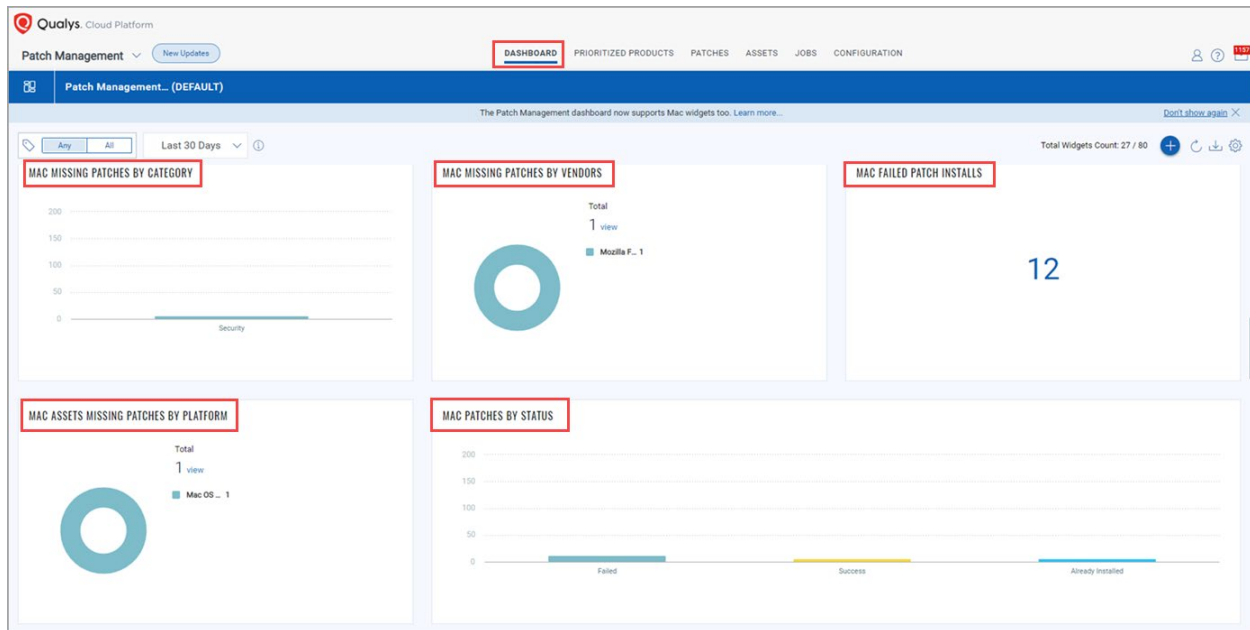 Qualys. Cloud Platform
Patch Management
New Updates
DASHBOARD PRIORITIZED PRODUCTS PATCHES ASSETS JOBS CONFIGURATION
1187
Patch Management... (DEFAULT)
The Patch Management dashboard now supports Mac widgets too. Learn more...
Don't show again
Any All
Last 30 Days
Total Widgets Count: 27 / 80
MAC MISSING PATCHES BY CATEGORY
200
150
100
50
0
Security
MAC MISSING PATCHES BY VENDORS
Total
1 view
Mozilla F... 1
MAC FAILED PATCH INSTALLS
12
MAC ASSETS MISSING PATCHES BY PLATFORM
Total
1 view
Mac OS ... 1
MAC PATCHES BY STATUS
200
150
100
50
0
Failed Success Already Installed